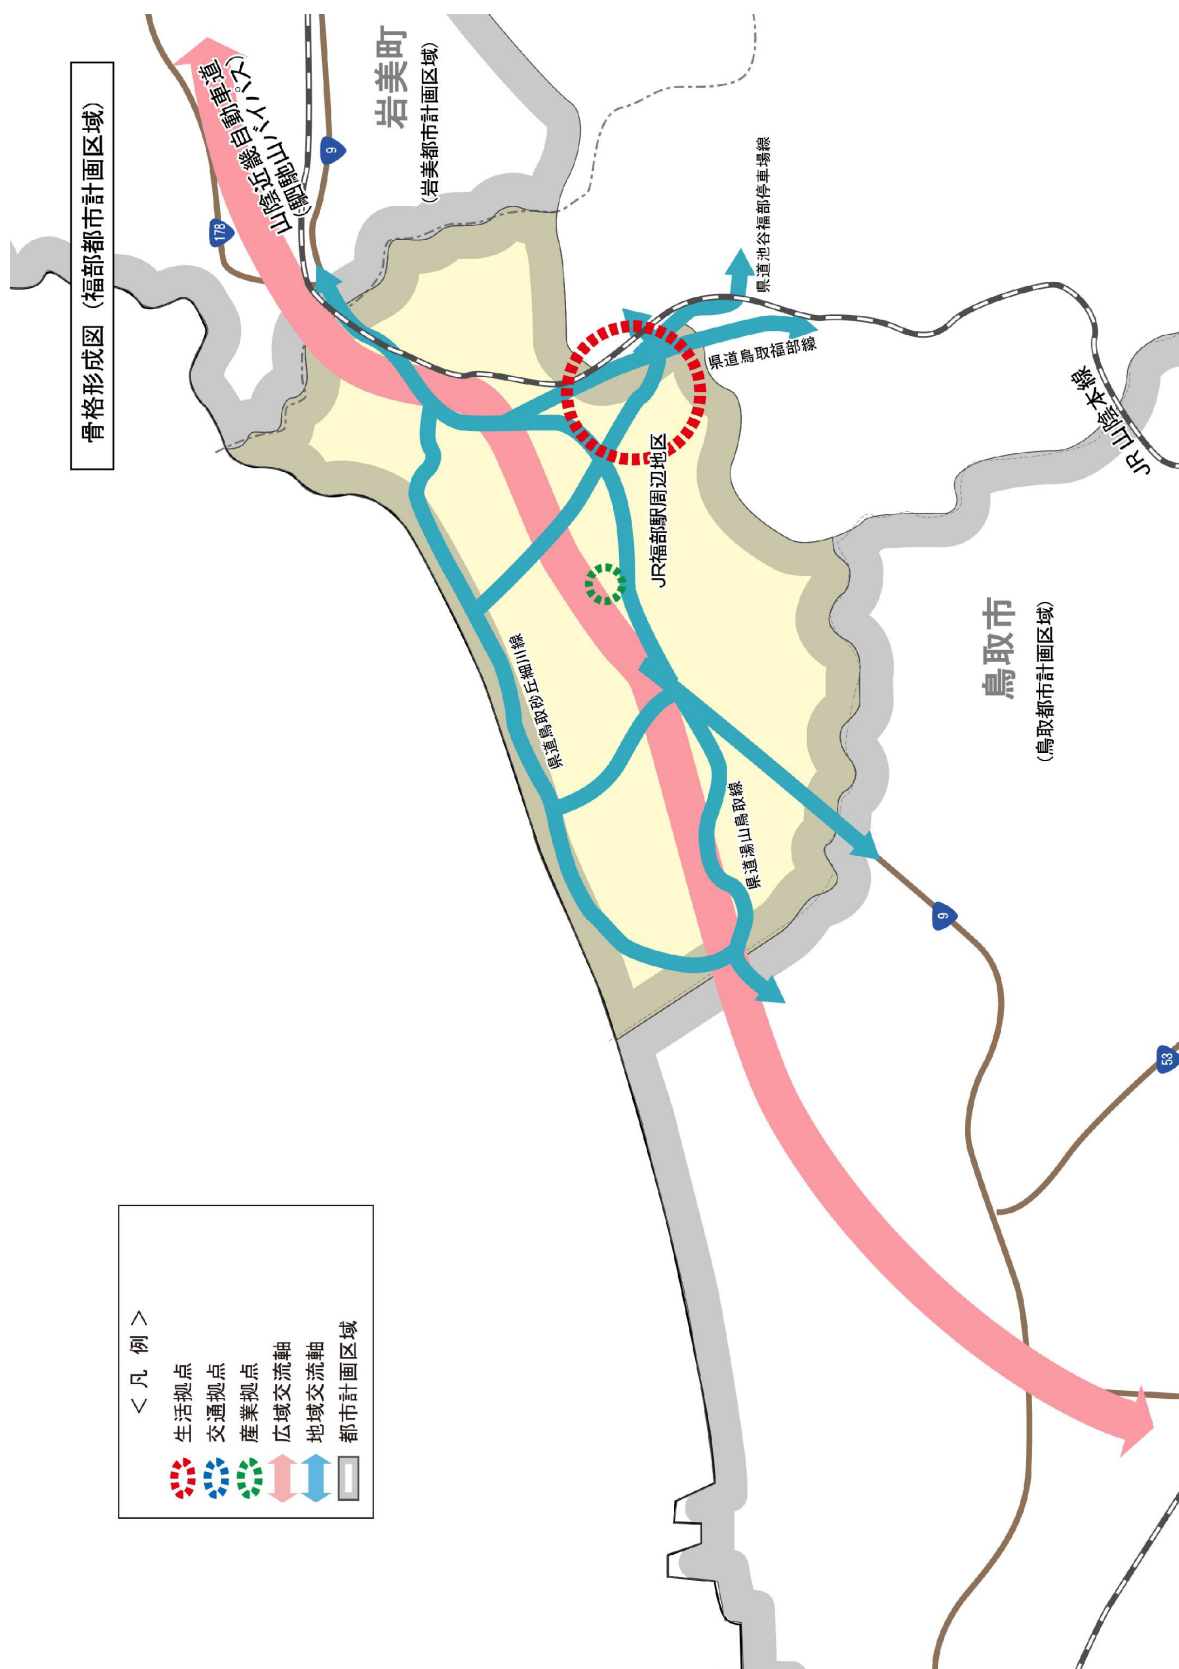 骨格形成図（福部都市計画区域）
山陰近畿自動車道
（駟馳山バイパス）
岩美町
（岩美都市計画区域）
178
9
県道池谷福部停車場線
県道鳥取福部線
JR福部駅周辺地区
JR山陰本線
県道鳥取砂丘細川線
県道湯山鳥取線
鳥取市
（鳥取都市計画区域）
9
53
＜凡 例＞
生活拠点
交通拠点
産業拠点
広域交流軸
地域交流軸
都市計画区域